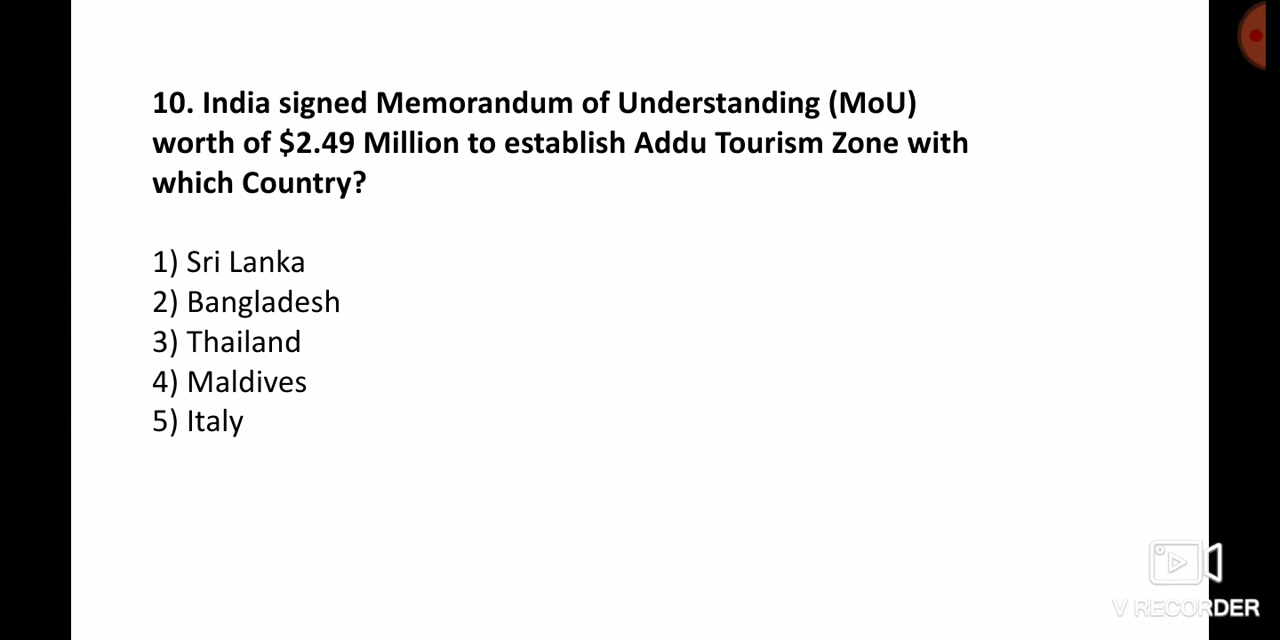 10. India signed Memorandum of Understanding (MoU)
worth of $2.49 Million to establish Addu Tourism Zone with
which Country?
1) Sri Lanka
2) Bangladesh
3) Thailand
4) Maldives
5) Italy
V RECORDER